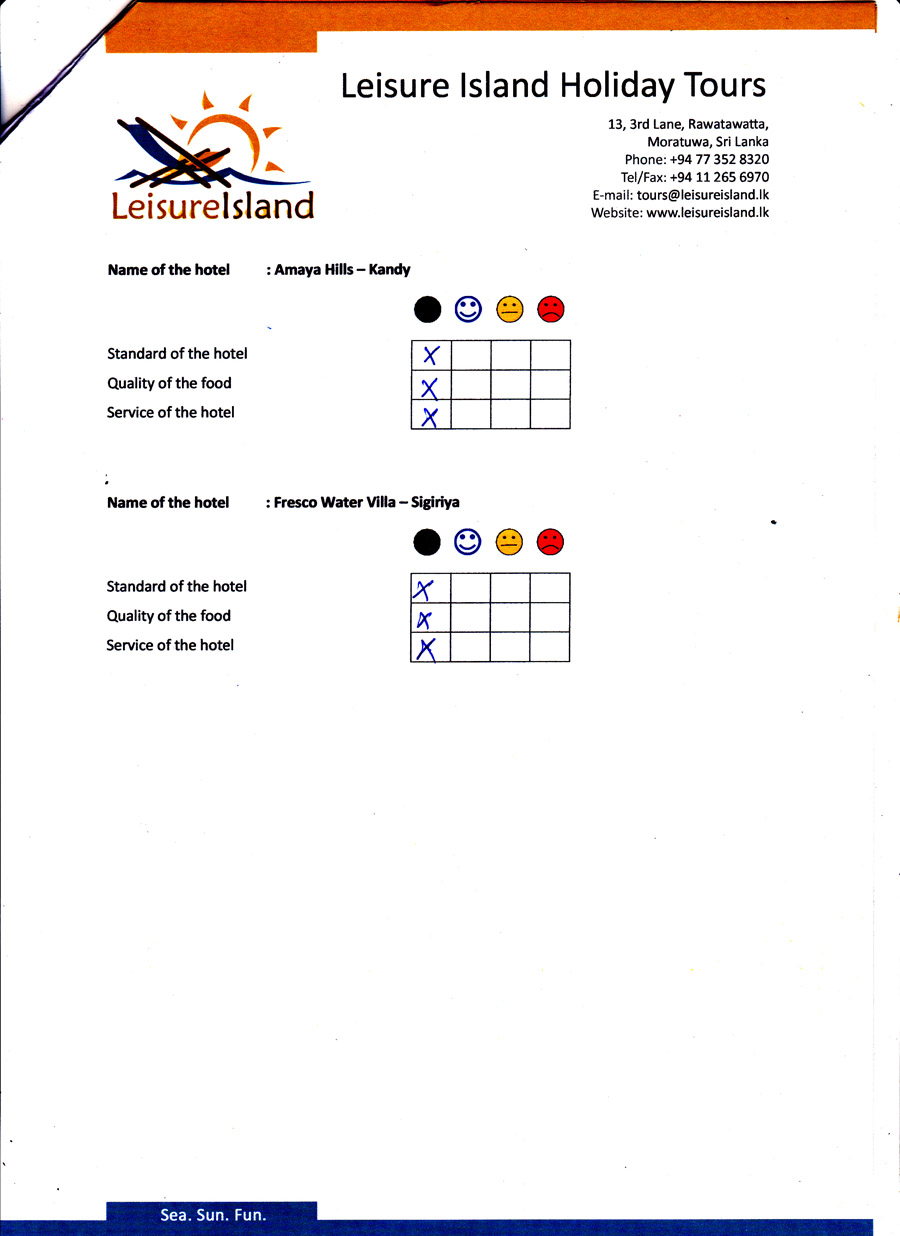 Leisure Island Holiday Tours
13, 3rd Lane, Rawatawatta,
Moratuwa, Sri Lanka
Phone: +94 77 352 8320
Tel/Fax: +94 11 265 6970
E-mail: tours@leisureisland.lk
Website: www.leisureisland.lk
LeisureIsland
Name of the hotel : Amaya Hills – Kandy
Standard of the hotel X
Quality of the food X
Service of the hotel X
Name of the hotel : Fresco Water Villa – Sigiriya
Standard of the hotel X
Quality of the food X
Service of the hotel X
Sea. Sun. Fun.